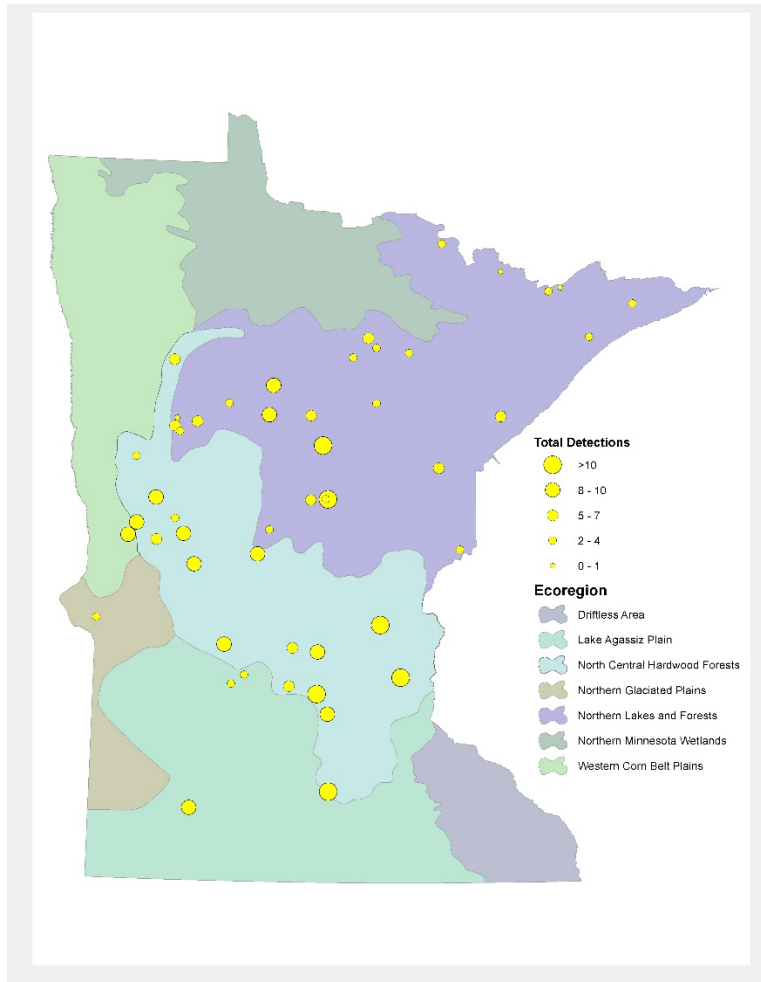 Total Detections
>10
8 - 10
5 - 7
2 - 4
0 - 1
Ecoregion
Driftless Area
Lake Agassiz Plain
North Central Hardwood Forests
Northern Glaciated Plains
Northern Lakes and Forests
Northern Minnesota Wetlands
Western Corn Belt Plains